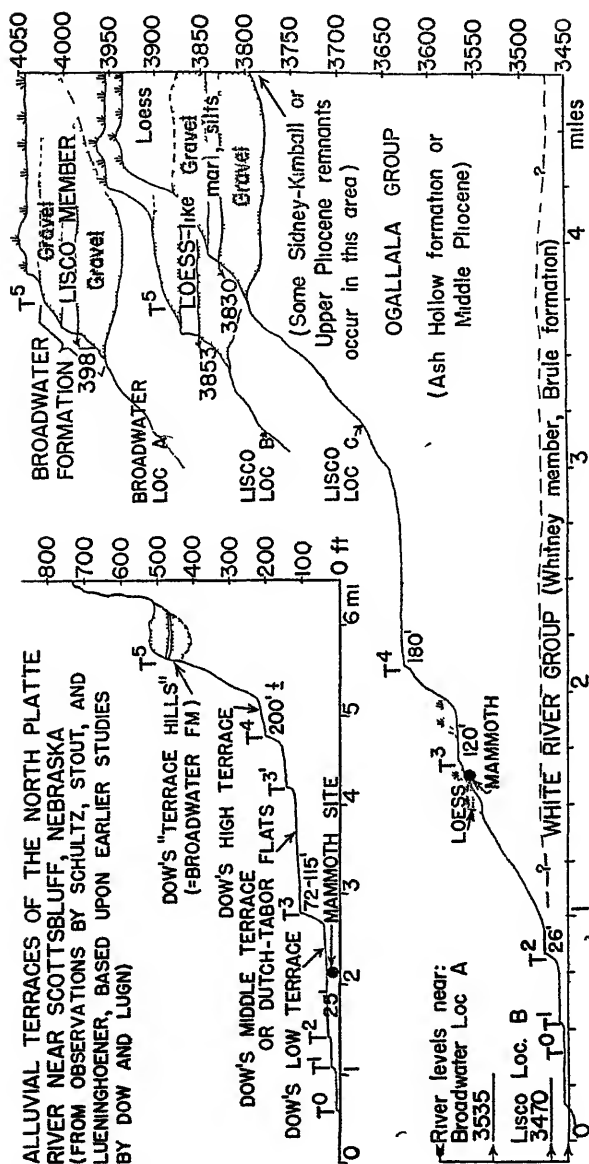 ALLUVIAL TERRACES OF THE NORTH PLATTE
RIVER NEAR SCOTTSBLUFF, NEBRASKA
(FROM OBSERVATIONS BY SCHULTZ, STOUT, AND
LUENINGHOENER, BASED UPON EARLIER STUDIES
BY DOW AND LUGN)
800
700
600
500
400
300
200
100
0 ft
T5
DOW'S "TERRACE HILLS"
(=BROADWATER FM)
DOW'S HIGH TERRACE
T4 200' ±
DOW'S MIDDLE TERRACE
OR DUTCH-TABOR FLATS T3'
T3 72-115'
DOW'S LOW TERRACE
MAMMOTH SITE
T0 T1 T2 25'
0 1 2 3 4 5 6 mi
BROADWATER
FORMATION
T5
Gravel
LISCO MEMBER
Gravel
3981
BROADWATER
LOC A
T5
Loess
LOESS-like
Gravel
marl, silts
Gravel
3853
3830
LISCO
LOC B
LISCO
LOC C
4050
4000
3950
3900
3850
3800
3750
3700
3650
3600
3550
3500
3450
(Some Sidney-Kimball or
Upper Pliocene remnants
occur in this area)
OGALLALA GROUP
(Ash Hollow formation or
Middle Pliocene)
T4
180'
T3
120'
LOESS
MAMMOTH
?
WHITE RIVER GROUP (Whitney member, Brule formation)
?
T2
26'
T0 T1
River levels near:
Broadwater Loc A
3535
Lisco Loc. B
3470
0 1 2 3 4 miles